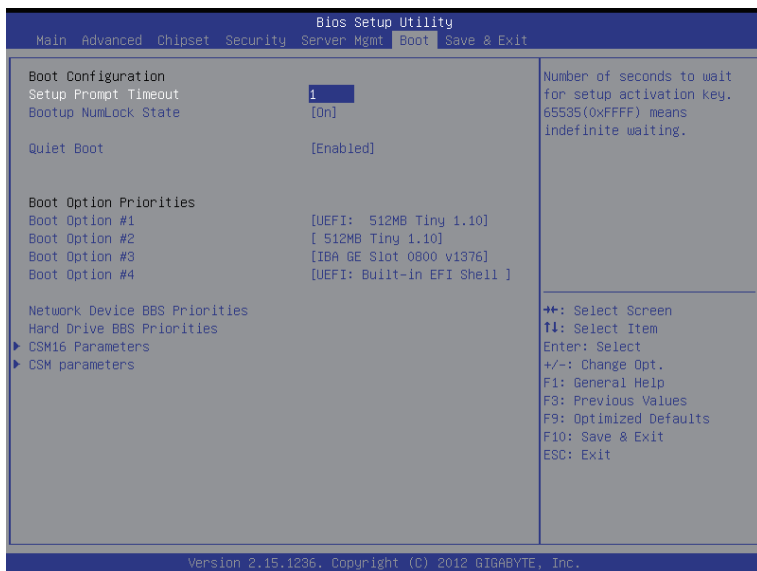 Bios Setup Utility
Main Advanced Chipset Security Server Mgmt Boot Save & Exit
Boot Configuration
Setup Prompt Timeout 1
Bootup NumLock State [On]
Quiet Boot [Enabled]
Boot Option Priorities
Boot Option #1 [UEFI: 512MB Tiny 1.10]
Boot Option #2 [ 512MB Tiny 1.10]
Boot Option #3 [IBA GE Slot 0800 v1376]
Boot Option #4 [UEFI: Built-in EFI Shell ]
Network Device BBS Priorities
Hard Drive BBS Priorities
CSM16 Parameters
CSM parameters
Number of seconds to wait
for setup activation key.
65535(0xFFFF) means
indefinite waiting.
→←: Select Screen
↑↓: Select Item
Enter: Select
+/-: Change Opt.
F1: General Help
F3: Previous Values
F9: Optimized Defaults
F10: Save & Exit
ESC: Exit
Version 2.15.1236. Copyright (C) 2012 GIGABYTE, Inc.